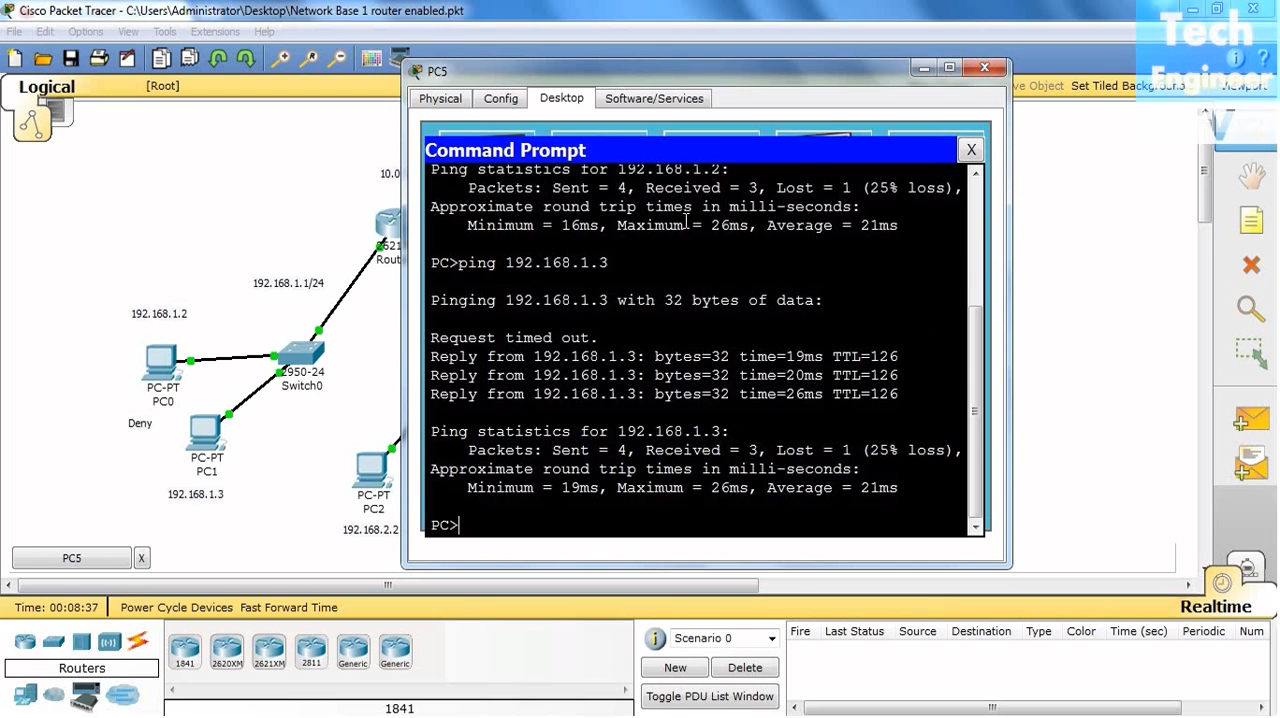 Cisco Packet Tracer - C:\Users\Administrator\Desktop\Network Base 1 router enabled.pkt
Tech
Engineer
File Edit Options View Tools Extensions Help
Logical
[Root]
Set Tiled Background
Viewport
PC5
Physical Config Desktop Software/Services
Command Prompt X
Ping statistics for 192.168.1.2:
Packets: Sent = 4, Received = 3, Lost = 1 (25% loss),
Approximate round trip times in milli-seconds:
Minimum = 16ms, Maximum = 26ms, Average = 21ms
PC>ping 192.168.1.3
Pinging 192.168.1.3 with 32 bytes of data:
Request timed out.
Reply from 192.168.1.3: bytes=32 time=19ms TTL=126
Reply from 192.168.1.3: bytes=32 time=20ms TTL=126
Reply from 192.168.1.3: bytes=32 time=26ms TTL=126
Ping statistics for 192.168.1.3:
Packets: Sent = 4, Received = 3, Lost = 1 (25% loss),
Approximate round trip times in milli-seconds:
Minimum = 19ms, Maximum = 26ms, Average = 21ms
PC>
10.0
2621
Rout
192.168.1.1/24
192.168.1.2
PC-PT
PC0
2950-24
Switch0
Deny
PC-PT
PC1
192.168.1.3
PC-PT
PC2
192.168.2.2
PC5 X
Time: 00:08:37 Power Cycle Devices Fast Forward Time
Realtime
Routers
1841 2620XM 2621XM 2811 Generic Generic
1841
Scenario 0
New Delete
Toggle PDU List Window
Fire Last Status Source Destination Type Color Time (sec) Periodic Num